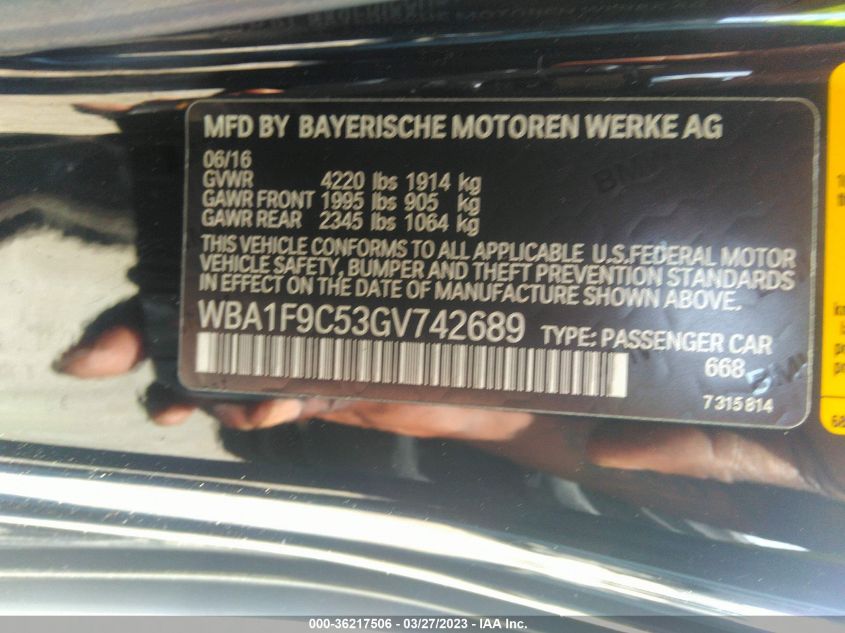 MFD BY BAYERISCHE MOTOREN WERKE AG
06/16
GVWR 4220 lbs 1914 kg
GAWR FRONT 1995 lbs 905 kg
GAWR REAR 2345 lbs 1064 kg
THIS VEHICLE CONFORMS TO ALL APPLICABLE U.S.FEDERAL MOTOR
VEHICLE SAFETY, BUMPER AND THEFT PREVENTION STANDARDS
IN EFFECT ON THE DATE OF MANUFACTURE SHOWN ABOVE.
WBA1F9C53GV742689 TYPE: PASSENGER CAR
668
7315814
000-36217506 - 03/27/2023 - IAA Inc.